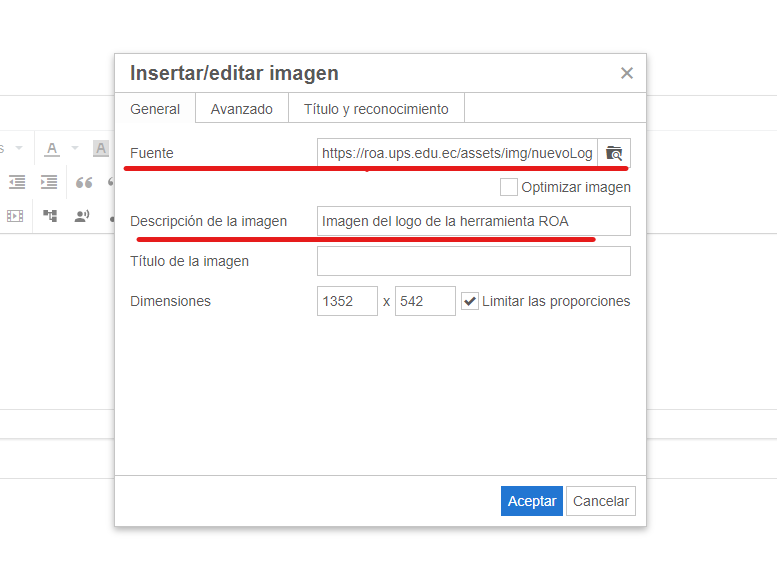 Insertar/editar imagen
General Avanzado Título y reconocimiento
s A A
Fuente https://roa.ups.edu.ec/assets/img/nuevoLog
Optimizar imagen
Descripción de la imagen Imagen del logo de la herramienta ROA
Título de la imagen
Dimensiones 1352 x 542 Limitar las proporciones
Aceptar Cancelar